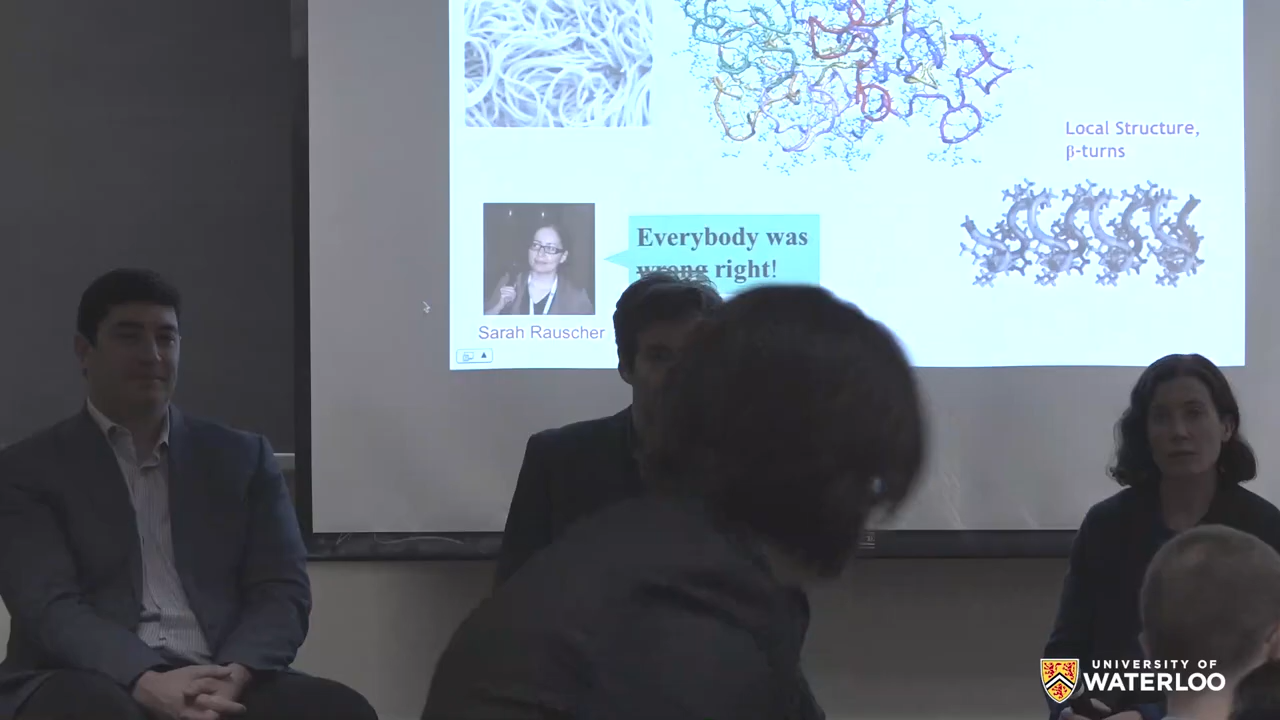 Local Structure,
β-turns
Everybody was
wrong right!
Sarah Rauscher
UNIVERSITY OF
WATERLOO